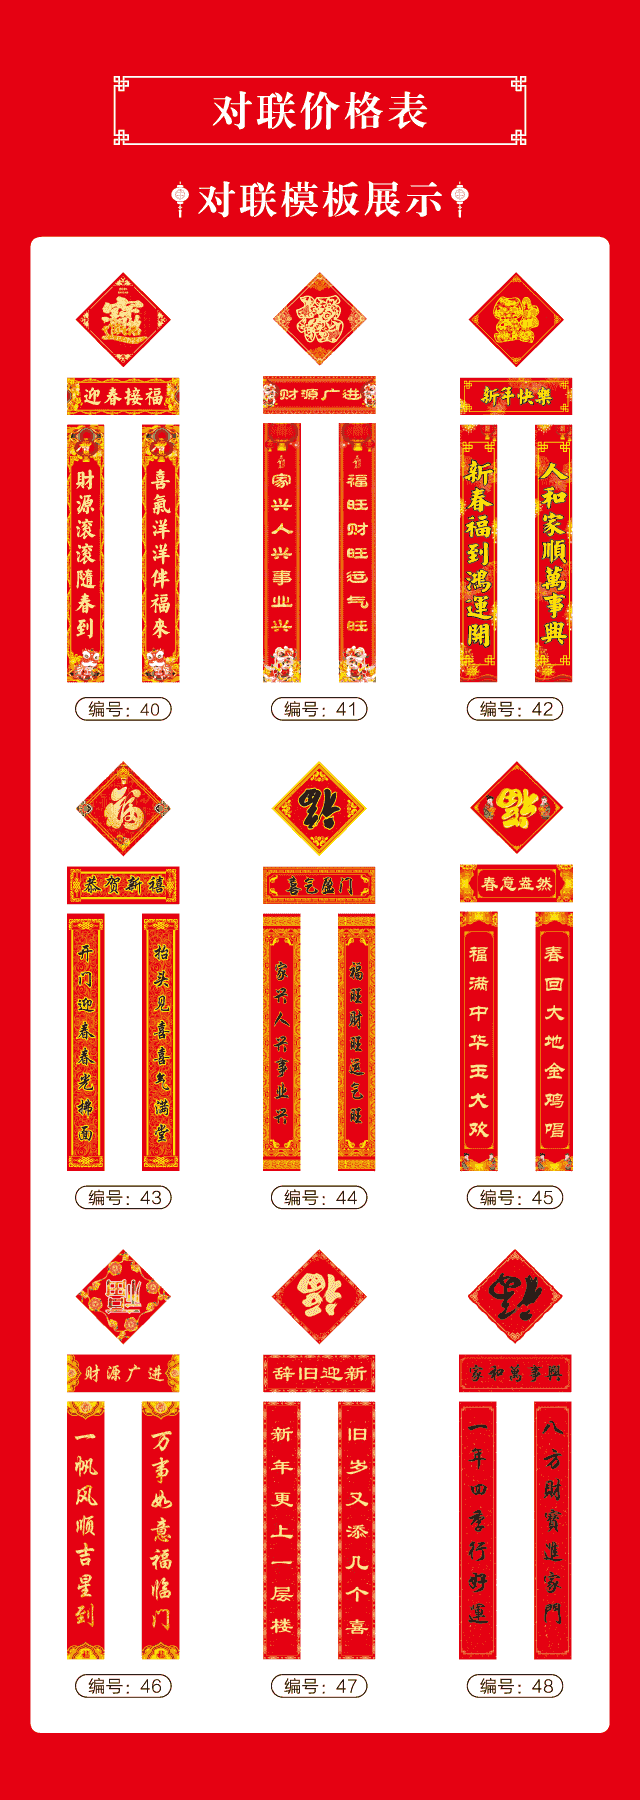 对联价格表
对联模板展示
迎春接福
財源滚滚隨春到
喜氣洋洋伴福來
编号：40
财源广进
家兴人兴事业兴
福旺财旺运气旺
编号：41
新年快樂
新春福到鴻運開
人和家順萬事興
编号：42
福
恭贺新禧
开门迎春春光拂面
抬头见喜喜气满堂
编号：43
福
喜气盈门
家兴人兴事业兴
福旺财旺运气旺
编号：44
福
春意盎然
福满中华玉犬欢
春回大地金鸡唱
编号：45
福
财源广进
一帆风顺吉星到
万事如意福临门
编号：46
福
辞旧迎新
新年更上一层楼
旧岁又添几个喜
编号：47
福
家和萬事興
一年四季行好運
八方財寶進家門
编号：48